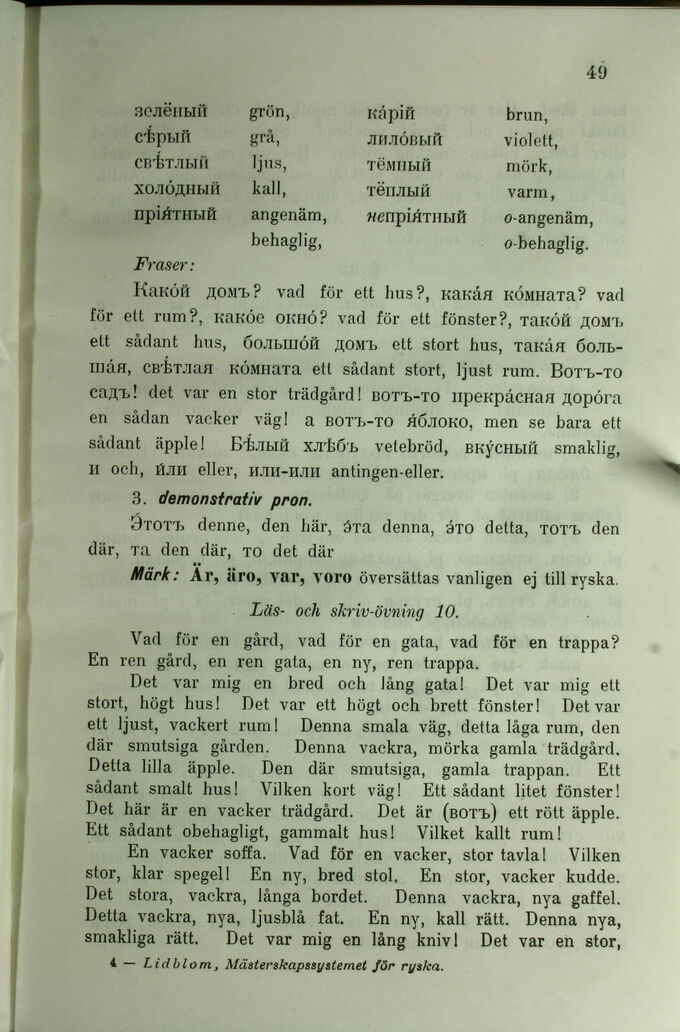 49
зелёный grön, ка́рій brun,
сѣ́рый grå, лило́вый violett,
свѣ́тлый ljus, тёмный mörk,
холо́дный kall, тёплый varm,
прія́тный angenäm, непрія́тный o-angenäm,
behaglig, o-behaglig.
Fraser:
Како́й домъ? vad för ett hus?, кака́я ко́мната? vad
för ett rum?, како́е окно́? vad för ett fönster?, тако́й домъ
ett sådant hus, большо́й домъ ett stort hus, така́я боль-
ша́я, свѣ́тлая ко́мната ett sådant stort, ljust rum. Вотъ-то
садъ! det var en stor trädgård! вотъ-то прекра́сная доро́га
en sådan vacker väg! а вотъ-то я́блоко, men se bara ett
sådant äpple! Бѣ́лый хлѣбъ vetebröd, вку́сный smaklig,
и och, и́ли eller, или-или antingen-eller.
3. demonstrativ pron.
Э́тотъ denne, den här, э́та denna, э́то detta, тотъ den
där, та den där, то det där
Märk: Är, äro, var, voro översättas vanligen ej till ryska.
Läs- och skriv-övning 10.
Vad för en gård, vad för en gata, vad för en trappa?
En ren gård, en ren gata, en ny, ren trappa.
Det var mig en bred och lång gata! Det var mig ett
stort, högt hus! Det var ett högt och brett fönster! Det var
ett ljust, vackert rum! Denna smala väg, detta låga rum, den
där smutsiga gården. Denna vackra, mörka gamla trädgård.
Detta lilla äpple. Den där smutsiga, gamla trappan. Ett
sådant smalt hus! Vilken kort väg! Ett sådant litet fönster!
Det här är en vacker trädgård. Det är (вотъ) ett rött äpple.
Ett sådant obehagligt, gammalt hus! Vilket kallt rum!
En vacker soffa. Vad för en vacker, stor tavla! Vilken
stor, klar spegel! En ny, bred stol. En stor, vacker kudde.
Det stora, vackra, långa bordet. Denna vackra, nya gaffel.
Detta vackra, nya, ljusblå fat. En ny, kall rätt. Denna nya,
smakliga rätt. Det var mig en lång kniv! Det var en stor,
4 — Lidblom, Mästerskapssystemet för ryska.